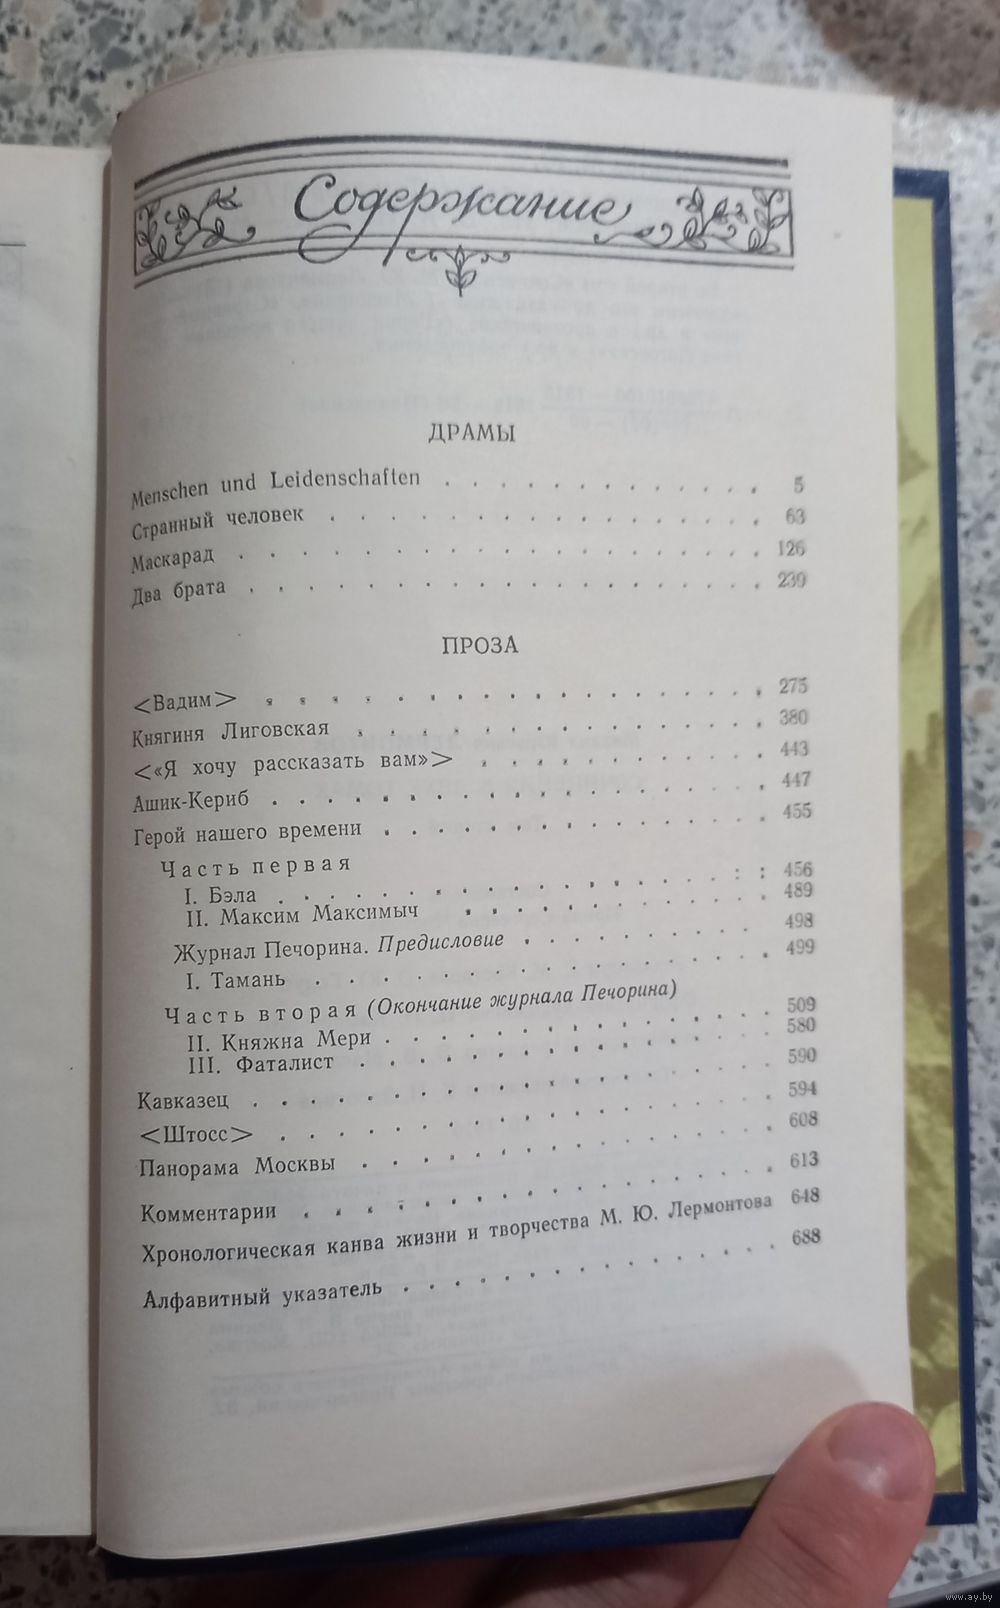 Содержание
ДРАМЫ
Menschen und Leidenschaften . . . . . . . . . . . . 5
Странный человек . . . . . . . . . . . . . . . 63
Маскарад . . . . . . . . . . . . . . . . . . 126
Два брата . . . . . . . . . . . . . . . . . . 239
ПРОЗА
<Вадим> . . . . . . . . . . . . . . . . 275
Княгиня Лиговская . . . . . . . . . . . . . . 380
<«Я хочу рассказать вам»> . . . . . . . . . . 443
Ашик-Кериб . . . . . . . . . . . . . . . . 447
Герой нашего времени . . . . . . . . . . . . . 455
Часть первая
I. Бэла . . . . . . . . . . . . . . . : : 456
II. Максим Максимыч . . . . . . . . . . . 489
Журнал Печорина. Предисловие . . . . . . . . 498
I. Тамань . . . . . . . . . . . . . . 499
Часть вторая (Окончание журнала Печорина)
II. Княжна Мери . . . . . . . . . . . . 509
III. Фаталист . . . . . . . . . . . . . 580
Кавказец . . . . . . . . . . . . . . . . . 590
<Штосс> . . . . . . . . . . . . . . . . . 594
Панорама Москвы . . . . . . . . . . . . . . 608
Комментарии . . . . . . . . . . . . . . . . 613
Хронологическая канва жизни и творчества М. Ю. Лермонтова 648
Алфавитный указатель . . . . . . . . . . . . . 688
www.ay.by